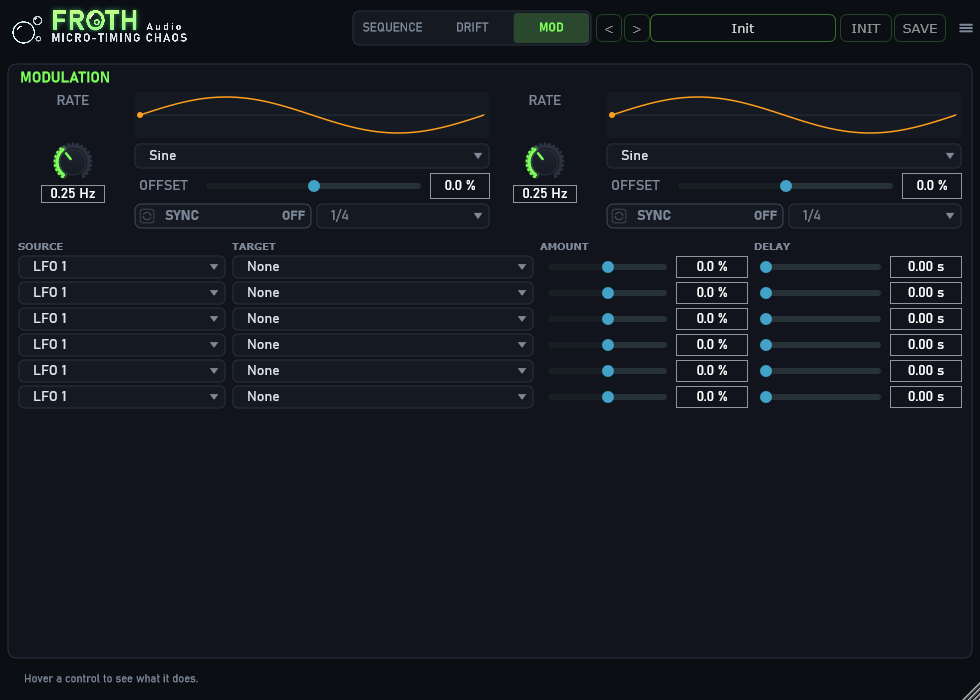 FROTH Audio
MICRO-TIMING CHAOS
SEQUENCE DRIFT MOD < > Init INIT SAVE
MODULATION
RATE RATE
Sine Sine
OFFSET 0.0 % OFFSET 0.0 %
0.25 Hz 0.25 Hz
SYNC OFF 1/4 SYNC OFF 1/4
SOURCE TARGET AMOUNT DELAY
LFO 1 None 0.0 % 0.00 s
LFO 1 None 0.0 % 0.00 s
LFO 1 None 0.0 % 0.00 s
LFO 1 None 0.0 % 0.00 s
LFO 1 None 0.0 % 0.00 s
LFO 1 None 0.0 % 0.00 s
Hover a control to see what it does.